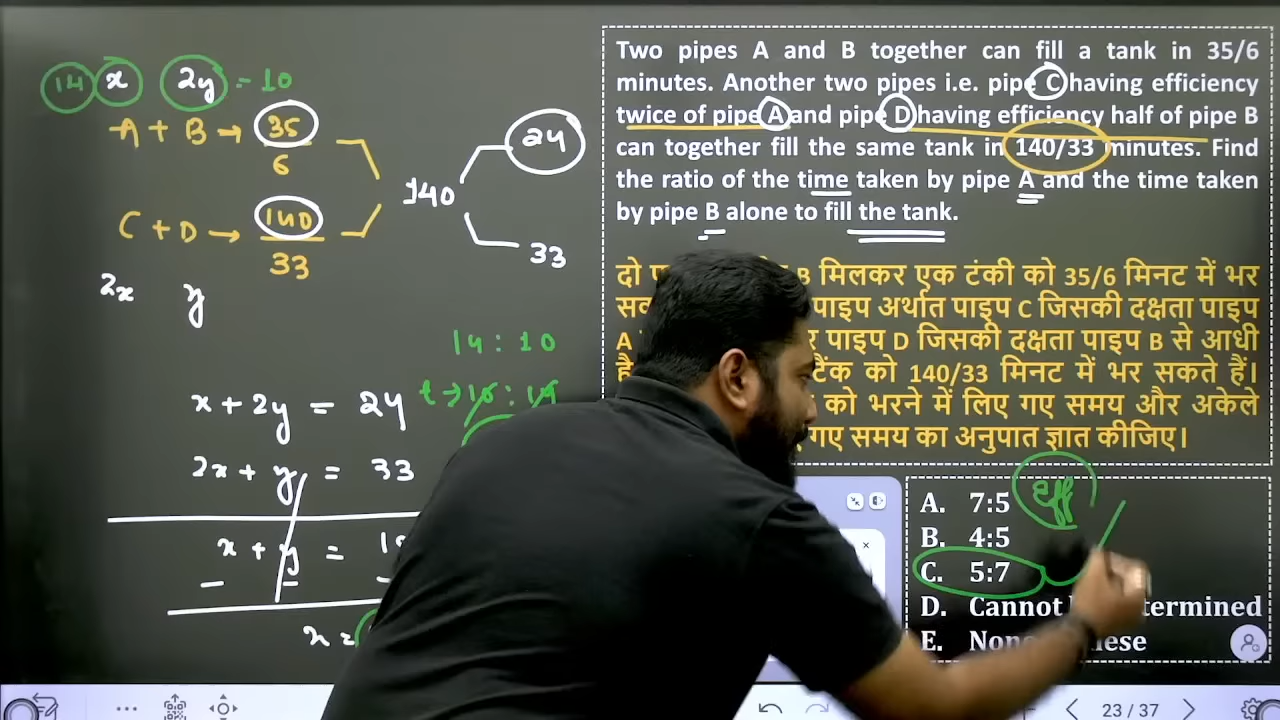 14 x 2y = 10
A + B → 35/6
140
24
C + D → 140/33
33
2x y
14 : 10
x + 2y = 24
t → 10 : 14
2x + y = 33
x + y =
x =
Two pipes A and B together can fill a tank in 35/6
minutes. Another two pipes i.e. pipe C having efficiency
twice of pipe A and pipe D having efficiency half of pipe B
can together fill the same tank in 140/33 minutes. Find
the ratio of the time taken by pipe A and the time taken
by pipe B alone to fill the tank.
दो B मिलकर एक टंकी को 35/6 मिनट में भर
पाइप अर्थात पाइप C जिसकी दक्षता पाइप
A पाइप D जिसकी दक्षता पाइप B से आधी
टैंक को 140/33 मिनट में भर सकते हैं।
को भरने में लिए गए समय और अकेले
गए समय का अनुपात ज्ञात कीजिए।
A. 7:5 eff
B. 4:5
C. 5:7
D. Cannot
E.
23 / 37